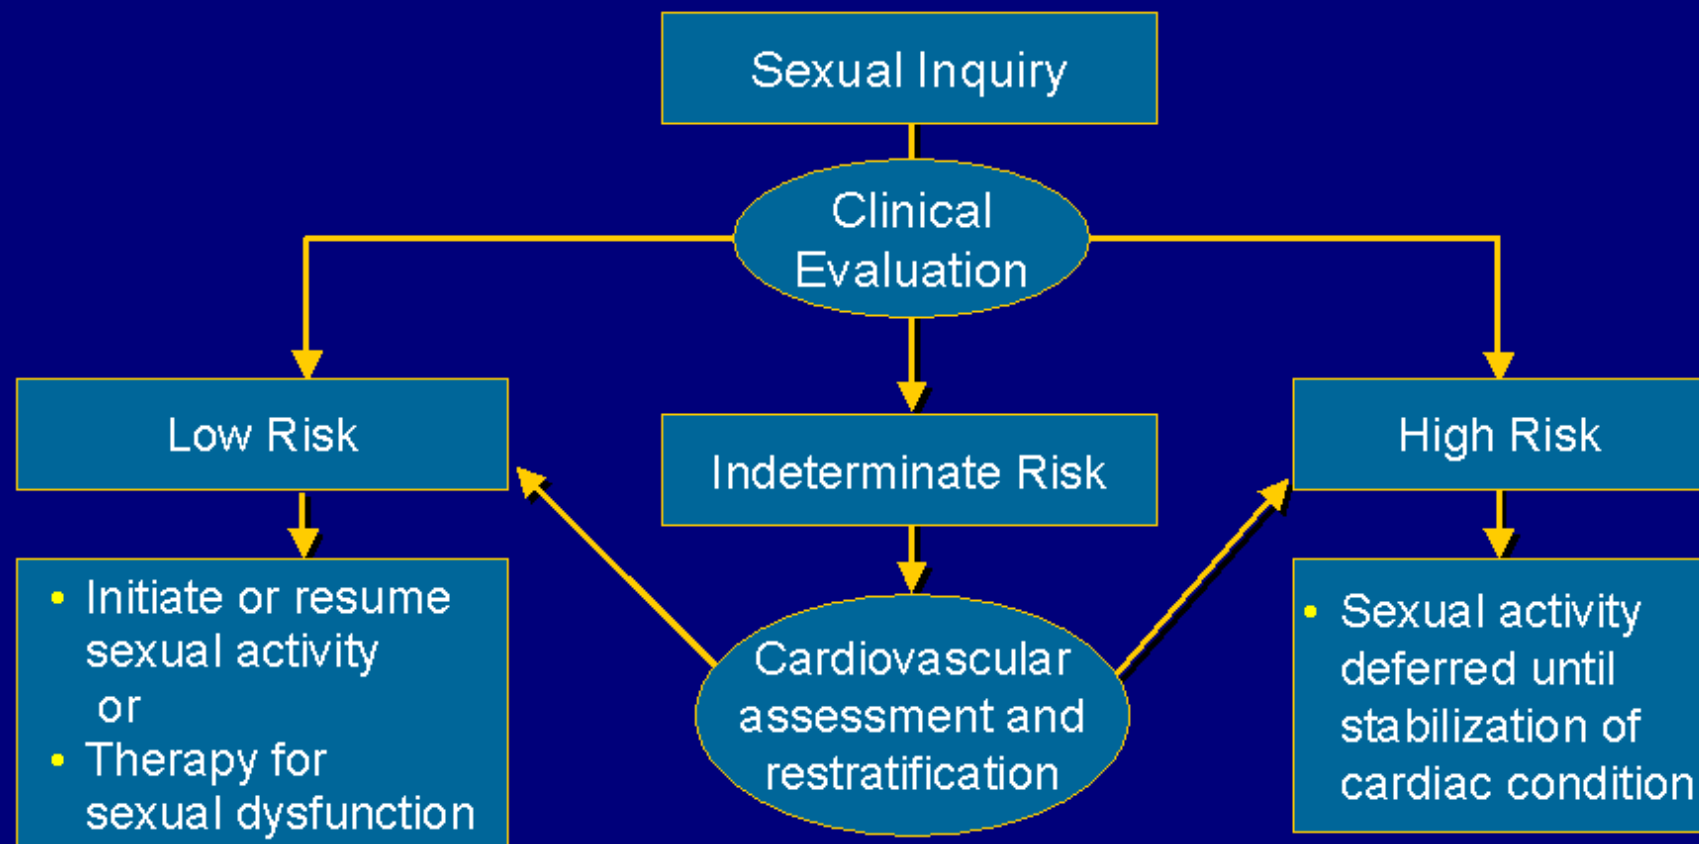 Sexual Inquiry
Clinical
Evaluation
Low Risk
Indeterminate Risk
High Risk
• Initiate or resume
sexual activity
or
• Therapy for
sexual dysfunction
Cardiovascular
assessment and
restratification
• Sexual activity
deferred until
stabilization of
cardiac condition